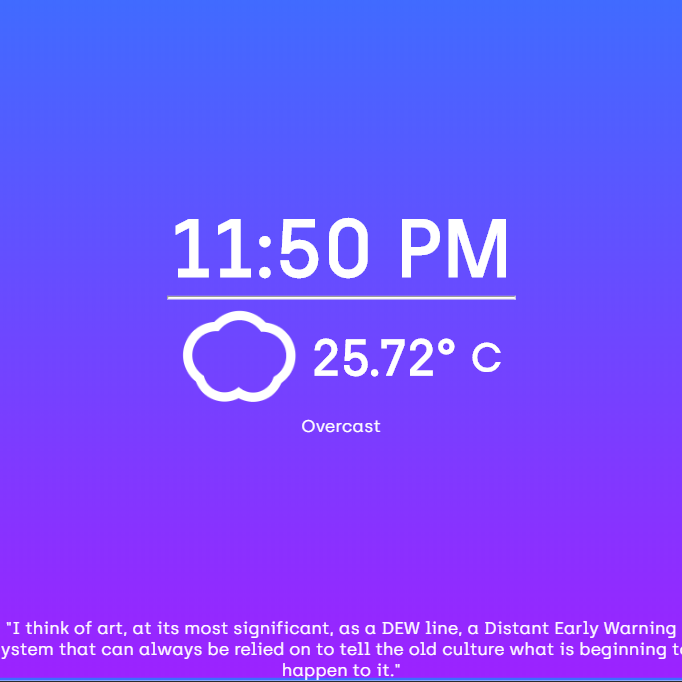 11:50 PM
25.72° C
Overcast
"I think of art, at its most significant, as a DEW line, a Distant Early Warning
ystem that can always be relied on to tell the old culture what is beginning t
happen to it."